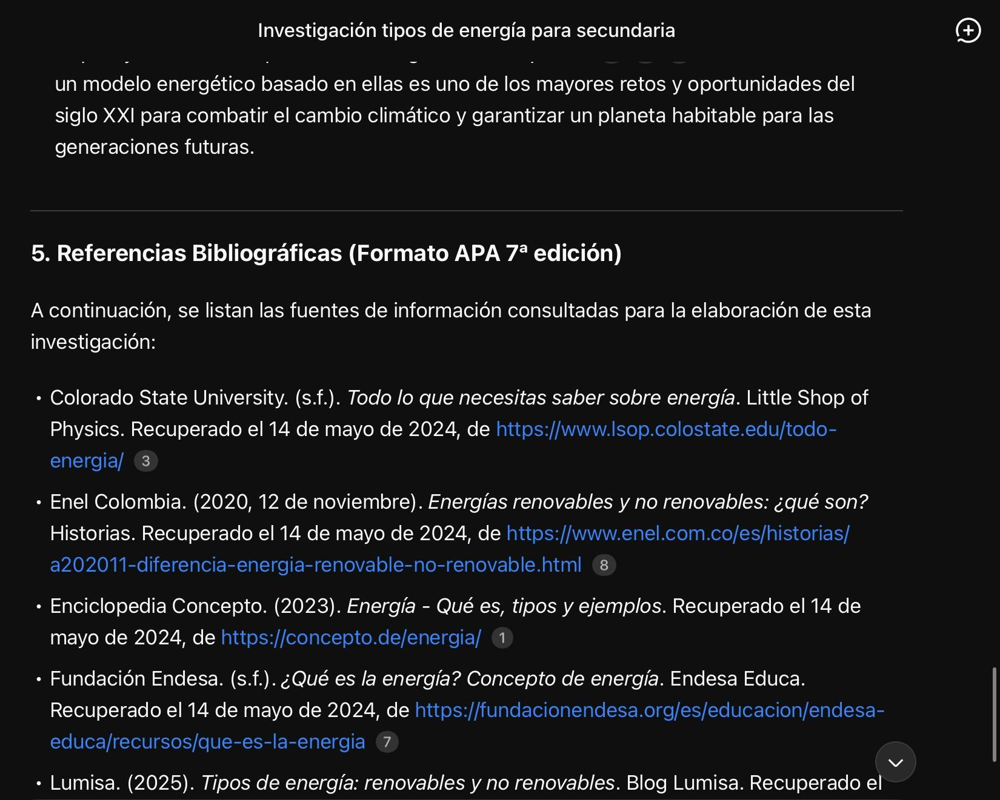 Investigación tipos de energía para secundaria
un modelo energético basado en ellas es uno de los mayores retos y oportunidades del
siglo XXI para combatir el cambio climático y garantizar un planeta habitable para las
generaciones futuras.
5. Referencias Bibliográficas (Formato APA 7ª edición)
A continuación, se listan las fuentes de información consultadas para la elaboración de esta
investigación:
• Colorado State University. (s.f.). Todo lo que necesitas saber sobre energía. Little Shop of
Physics. Recuperado el 14 de mayo de 2024, de https://www.lsop.colostate.edu/todo-
energia/ 3
• Enel Colombia. (2020, 12 de noviembre). Energías renovables y no renovables: ¿qué son?
Historias. Recuperado el 14 de mayo de 2024, de https://www.enel.com.co/es/historias/
a202011-diferencia-energia-renovable-no-renovable.html 8
• Enciclopedia Concepto. (2023). Energía - Qué es, tipos y ejemplos. Recuperado el 14 de
mayo de 2024, de https://concepto.de/energia/ 1
• Fundación Endesa. (s.f.). ¿Qué es la energía? Concepto de energía. Endesa Educa.
Recuperado el 14 de mayo de 2024, de https://fundacionendesa.org/es/educacion/endesa-
educa/recursos/que-es-la-energia 7
• Lumisa. (2025). Tipos de energía: renovables y no renovables. Blog Lumisa. Recuperado el